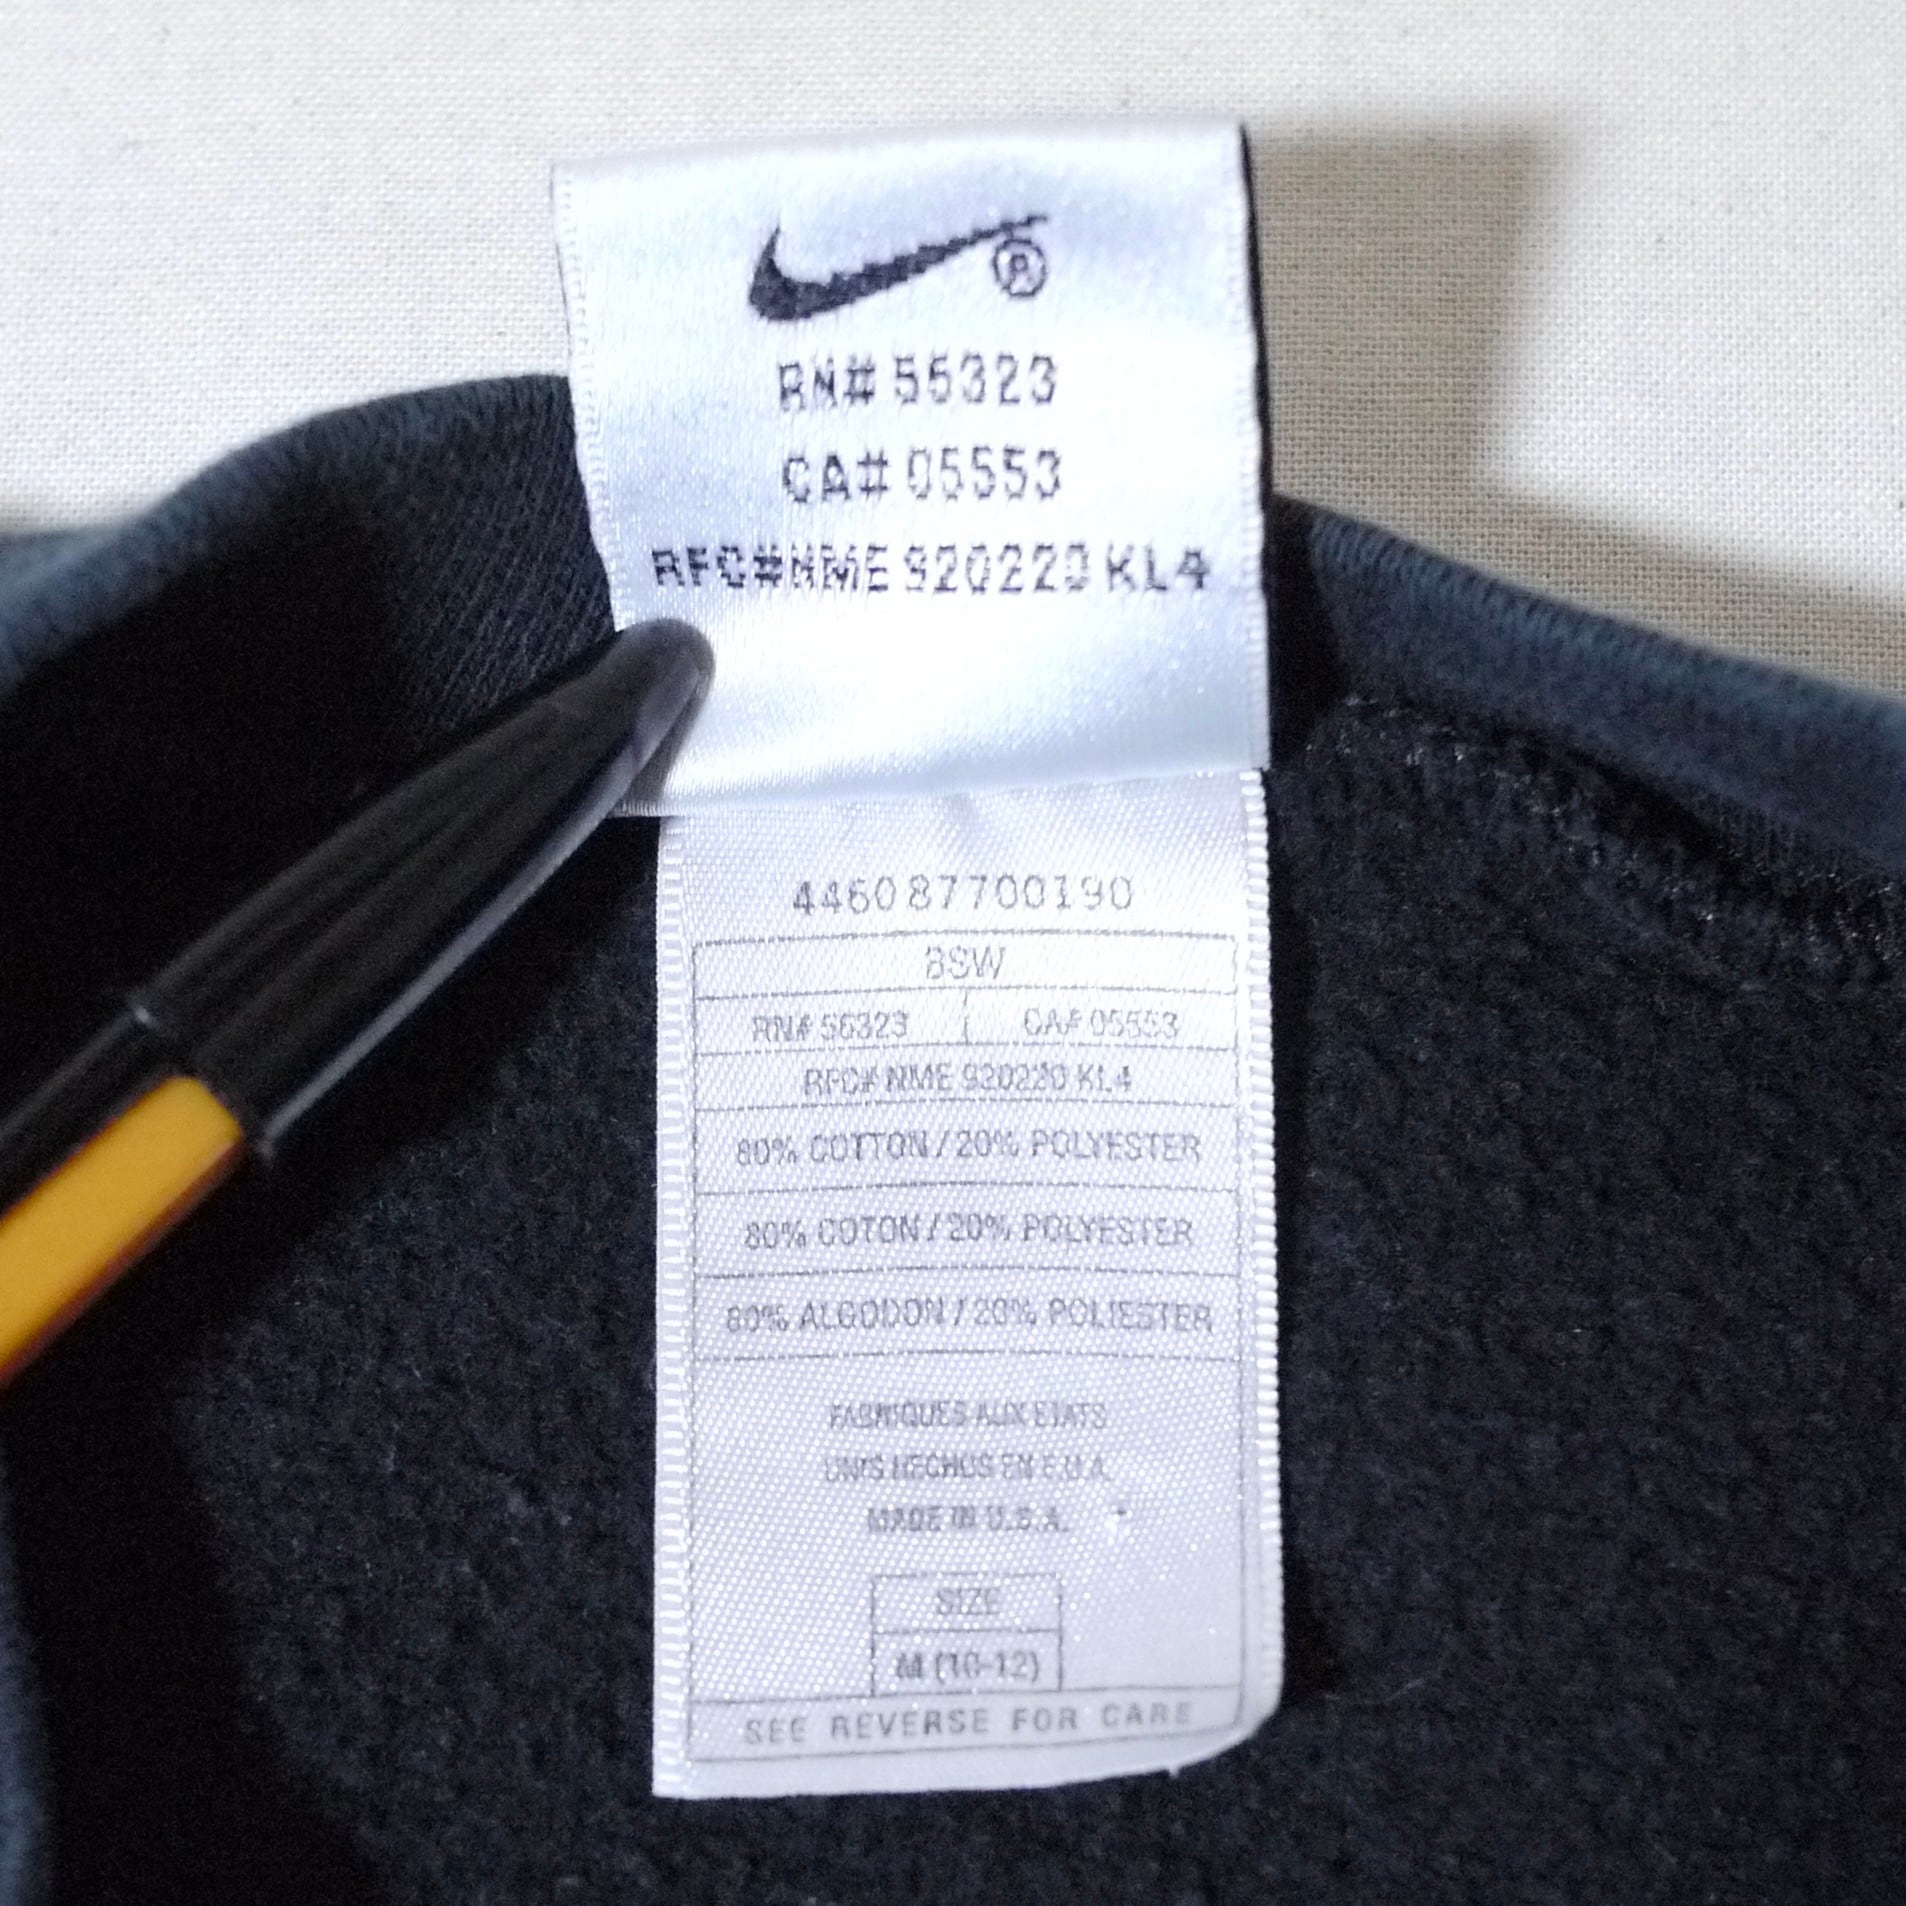 ®
RN# 56323
CA# 05553
RFC#NME 920220 KL4
446087700190
BSW
RN# 56323 CA# 05553
RFC# NME 920220 KL4
80% COTTON / 20% POLYESTER
80% COTON / 20% POLYESTER
80% ALGODON / 20% POLIESTER
FABRIQUES AUX ETATS
UNIS HECHOS EN E.U.A.
MADE IN U.S.A.
SIZE
M (10-12)
SEE REVERSE FOR CARE